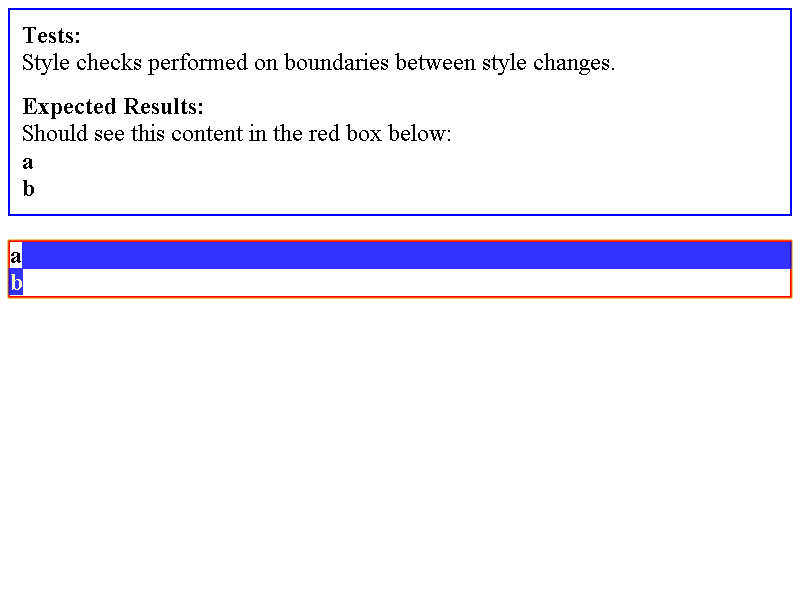 Tests:
Style checks performed on boundaries between style changes.
Expected Results:
Should see this content in the red box below:
a
b
a
b